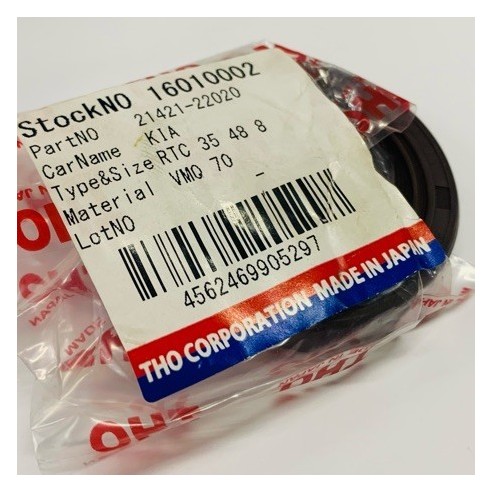 StockNO 16010002
PartNO 21421-22020
CarName KIA
Type&Size RTC 35 48 8
Material VMQ 70
LotNO -
4562469905297
THO CORPORATION MADE IN JAPAN
THO